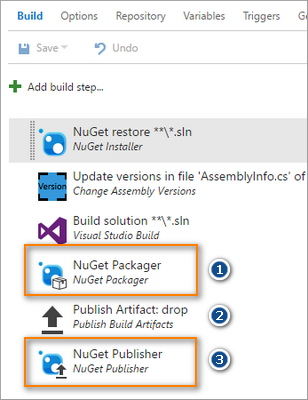 Build Options Repository Variables Triggers Gener
Save Undo
Add build step...
NuGet restore **\*.sln
NuGet Installer
Version
Update versions in file 'AssemblyInfo.cs' of
Change Assembly Versions
Build solution **\*.sln
Visual Studio Build
NuGet Packager
NuGet Packager
1
Publish Artifact: drop
Publish Build Artifacts
2
NuGet Publisher
NuGet Publisher
3